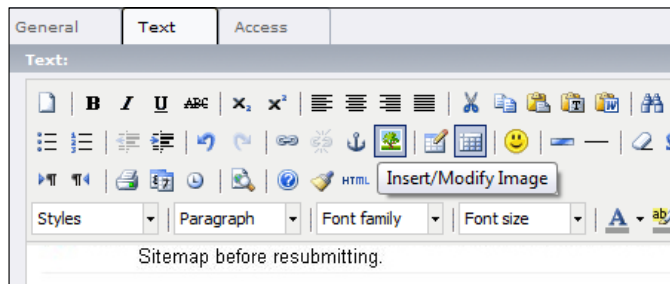 General Text Access
Text:
B I U ABC X₂ X²
HTML Insert/Modify Image
Styles Paragraph Font family Font size A ab
Sitemap before resubmitting.